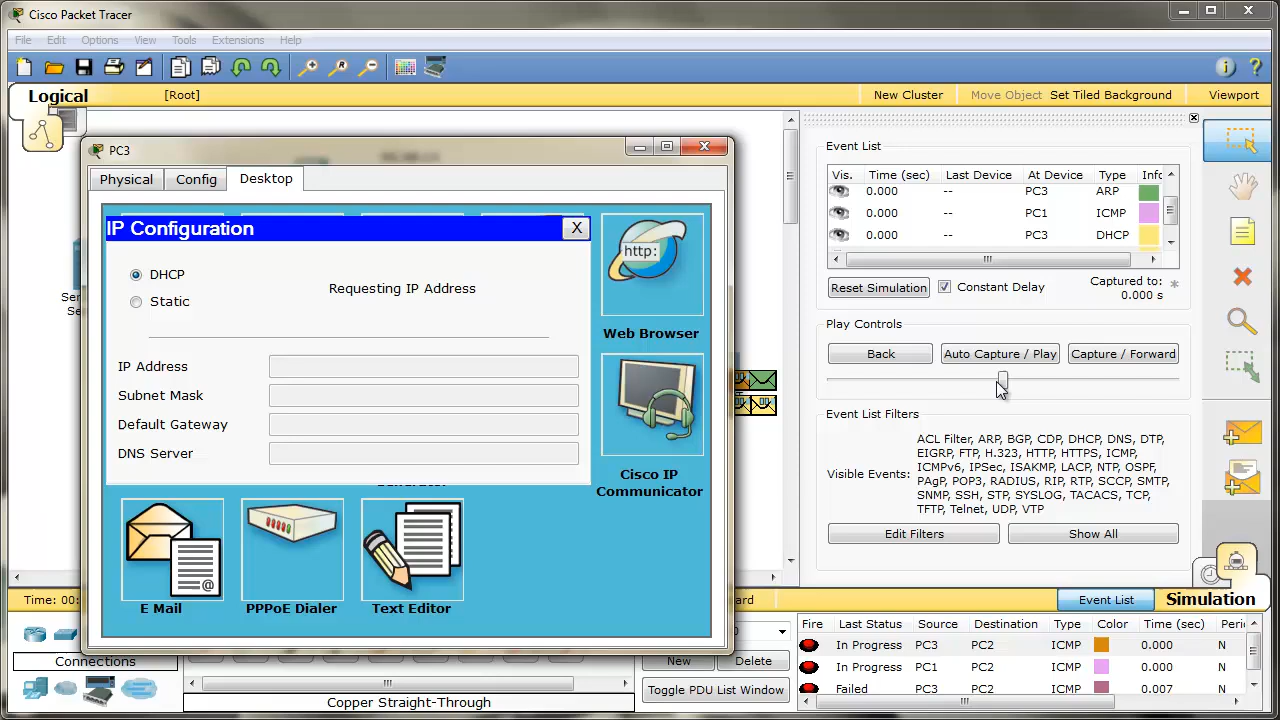 Cisco Packet Tracer
File Edit Options View Tools Extensions Help
Logical [Root] New Cluster Move Object Set Tiled Background Viewport
PC3
Physical Config Desktop
IP Configuration X
DHCP
Static
Requesting IP Address
IP Address
Subnet Mask
Default Gateway
DNS Server
http:
Web Browser
Cisco IP
Communicator
E Mail PPPoE Dialer Text Editor
Event List
Vis. Time (sec) Last Device At Device Type Info
0.000 -- PC3 ARP
0.000 -- PC1 ICMP
0.000 -- PC3 DHCP
Reset Simulation Constant Delay Captured to: *
0.000 s
Play Controls
Back Auto Capture / Play Capture / Forward
Event List Filters
Visible Events:
ACL Filter, ARP, BGP, CDP, DHCP, DNS, DTP,
EIGRP, FTP, H.323, HTTP, HTTPS, ICMP,
ICMPv6, IPSec, ISAKMP, LACP, NTP, OSPF,
PAgP, POP3, RADIUS, RIP, RTP, SCCP, SMTP,
SNMP, SSH, STP, SYSLOG, TACACS, TCP,
TFTP, Telnet, UDP, VTP
Edit Filters Show All
Time: 00: Event List Simulation
Fire Last Status Source Destination Type Color Time (sec)
In Progress PC3 PC2 ICMP 0.000 N
In Progress PC1 PC2 ICMP 0.000 N
Failed PC3 PC2 ICMP 0.007 N
Connections
New Delete
Toggle PDU List Window
Copper Straight-Through